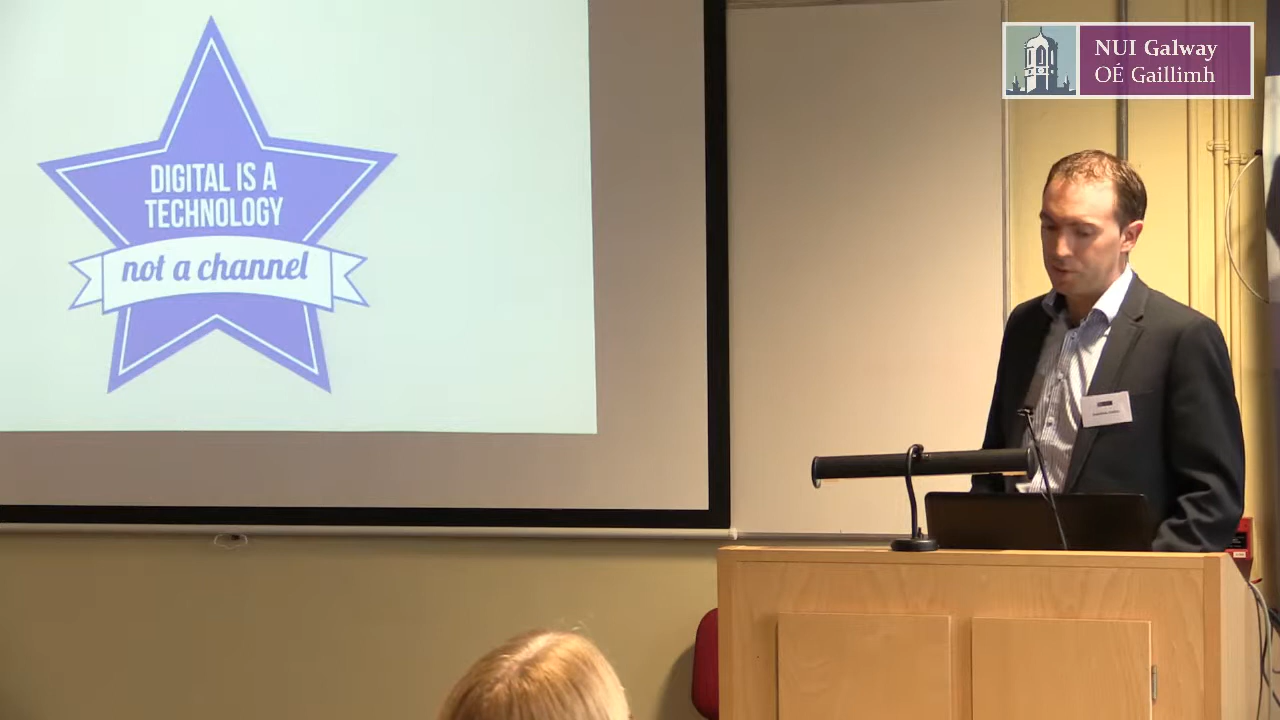 DIGITAL IS A
TECHNOLOGY
not a channel
NUI Galway
OÉ Gaillimh